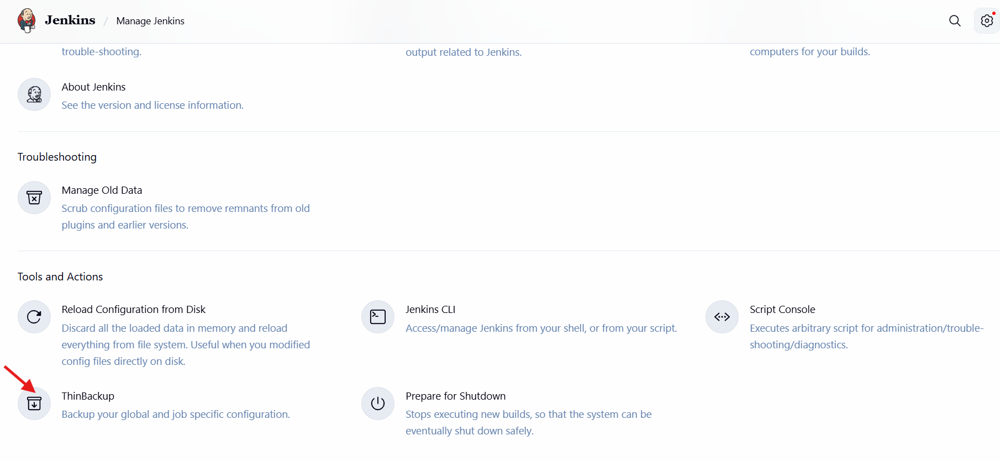 Jenkins / Manage Jenkins
trouble-shooting.
output related to Jenkins.
computers for your builds.
About Jenkins
See the version and license information.
Troubleshooting
Manage Old Data
Scrub configuration files to remove remnants from old
plugins and earlier versions.
Tools and Actions
Reload Configuration from Disk
Discard all the loaded data in memory and reload
everything from file system. Useful when you modified
config files directly on disk.
Jenkins CLI
Access/manage Jenkins from your shell, or from your script.
Script Console
Executes arbitrary script for administration/trouble-
shooting/diagnostics.
ThinBackup
Backup your global and job specific configuration.
Prepare for Shutdown
Stops executing new builds, so that the system can be
eventually shut down safely.